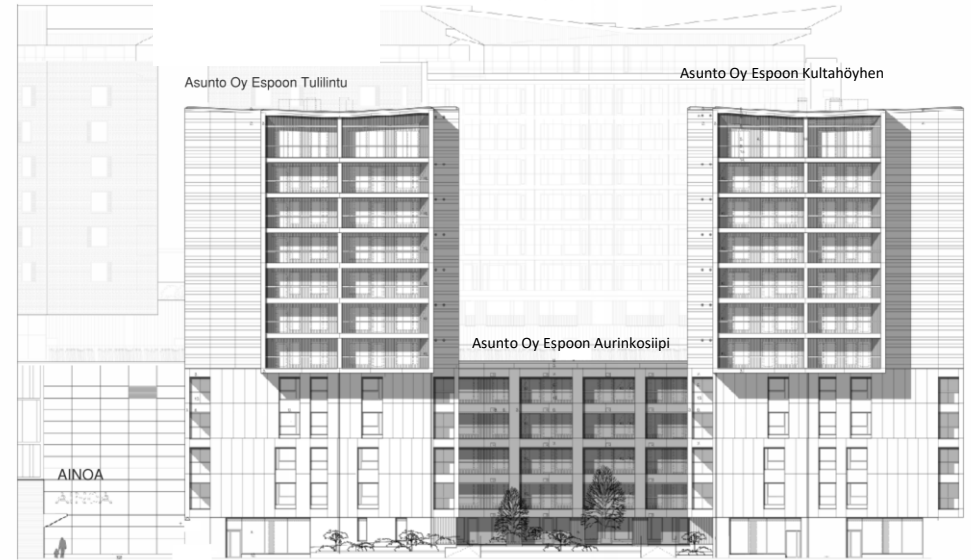 Asunto Oy Espoon Kultahöyhen
Asunto Oy Espoon Tulilintu
Asunto Oy Espoon Aurinkosiipi
AINOA